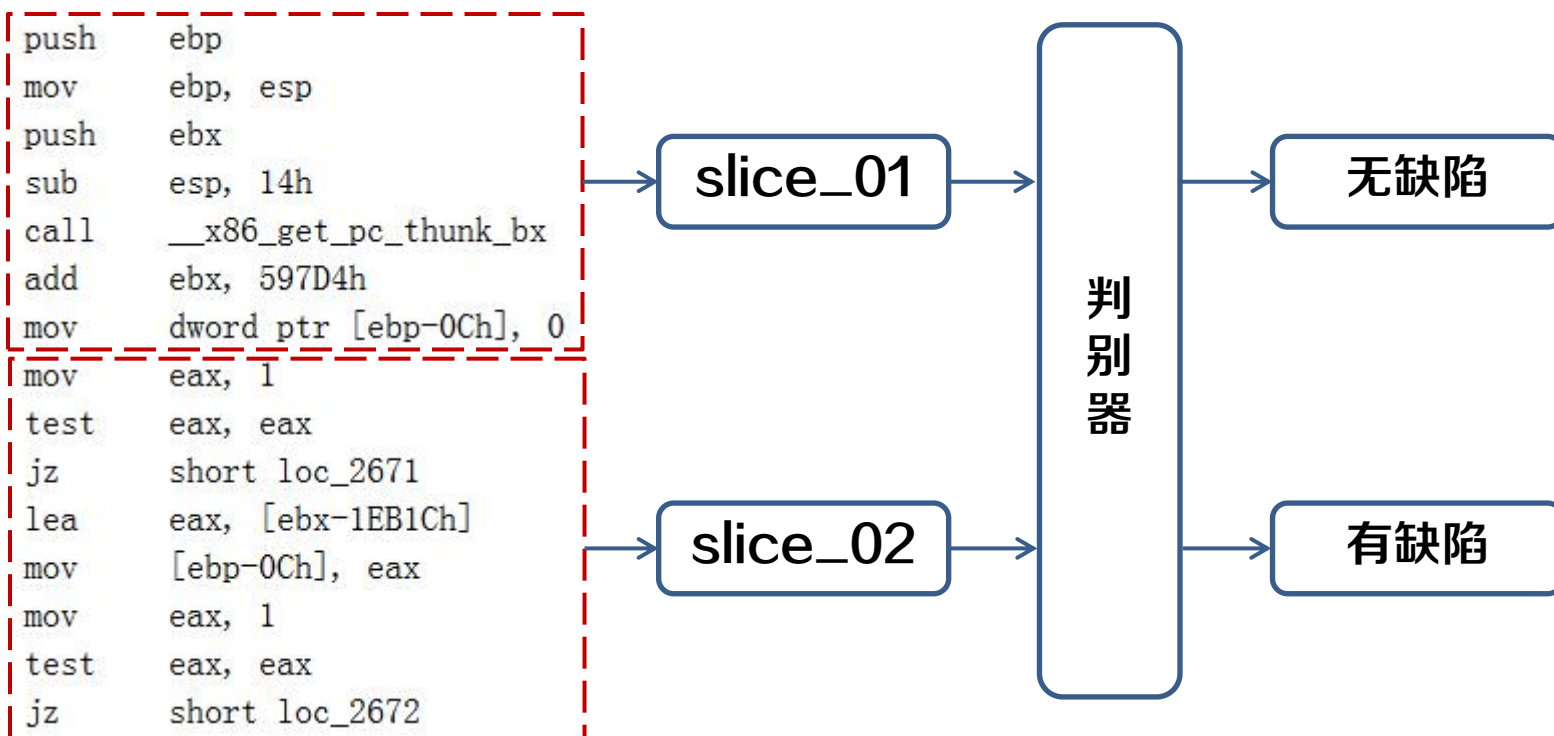 push ebp
mov ebp, esp
push ebx
sub esp, 14h
call __x86_get_pc_thunk_bx
add ebx, 597D4h
mov dword ptr [ebp-0Ch], 0
mov eax, 1
test eax, eax
jz short loc_2671
lea eax, [ebx-1EB1Ch]
mov [ebp-0Ch], eax
mov eax, 1
test eax, eax
jz short loc_2672
slice_01
slice_02
判
别
器
无缺陷
有缺陷